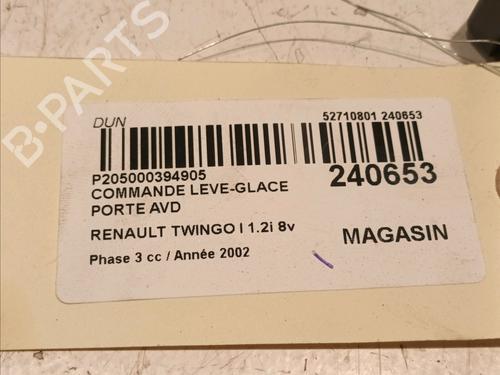 B-PARTS
DUN
52710801 240653
P205000394905
COMMANDE LEVE-GLACE
PORTE AVD
240653
RENAULT TWINGO I 1.2i 8v
MAGASIN
Phase 3 cc / Année 2002